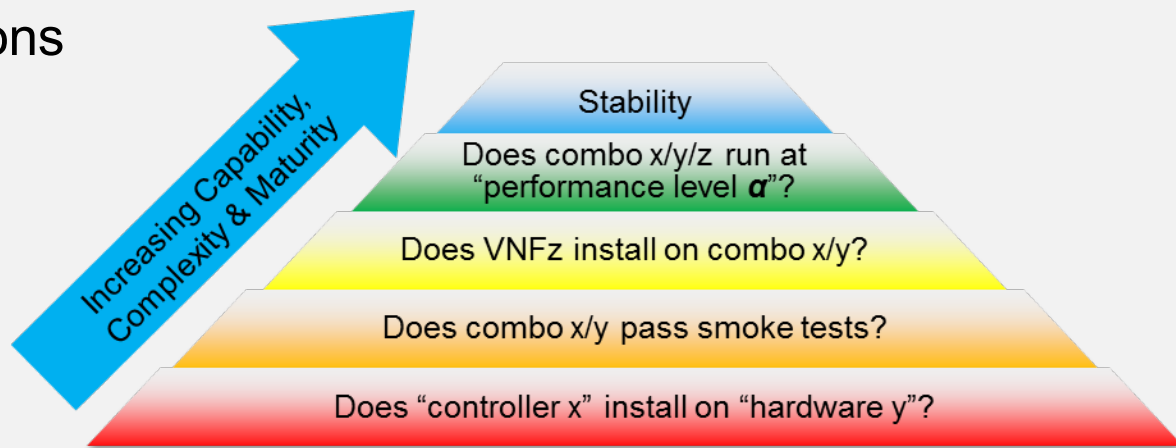 ons
Increasing Capability,
Complexity & Maturity
Stability
Does combo x/y/z run at
“performance level α”?
Does VNFz install on combo x/y?
Does combo x/y pass smoke tests?
Does “controller x” install on “hardware y”?